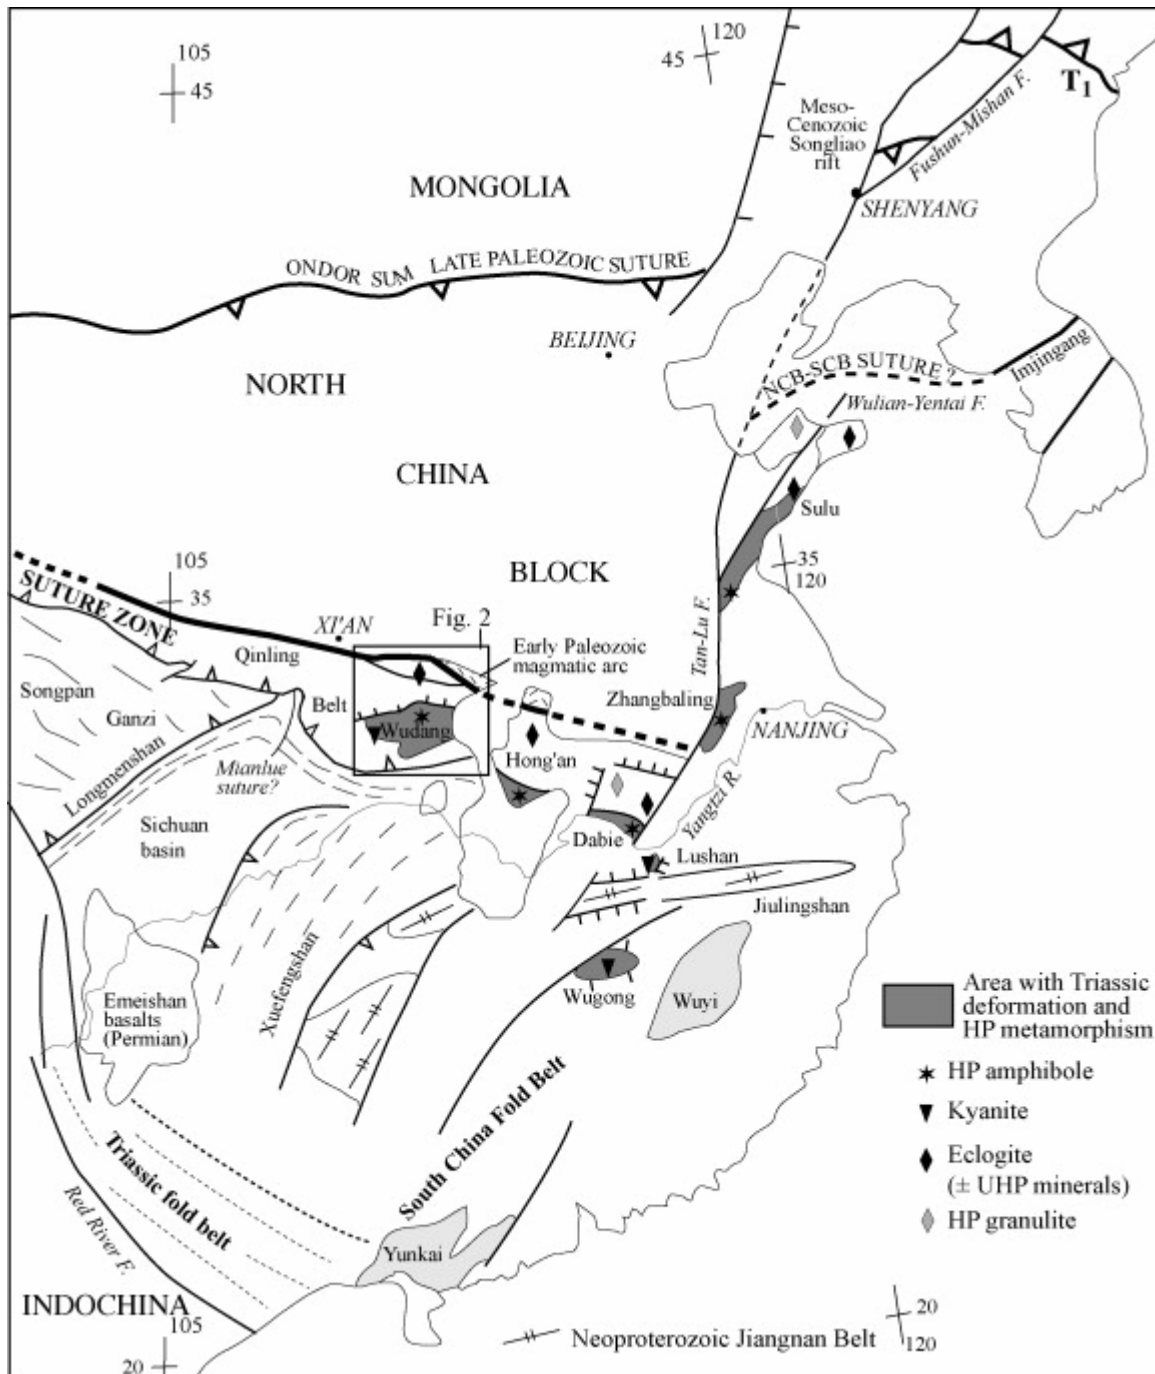 105
45
120
45
T1
Meso-
Cenozoic
Songliao
rift
Fushun-Mishan F.
MONGOLIA
SHENYANG
ONDOR SUM LATE PALEOZOIC SUTURE
BEIJING
NORTH
NCB-SCB SUTURE ?
Imjingang
Wulian-Yentai F.
CHINA
Sulu
105
35
35
120
BLOCK
SUTURE ZONE
XI'AN
Fig. 2
Tan-Lu F.
Qinling
Early Paleozoic
magmatic arc
Songpan
Ganzi
Belt
Zhangbaling
Wudang
NANJING
Hong'an
Longmenshan
Mianlue
suture?
Yangtzi R.
Sichuan
basin
Dabie
Lushan
Jiulingshan
Xuefengshan
Wugong
Wuyi
Emeishan
basalts
(Permian)
Area with Triassic
deformation and
HP metamorphism
HP amphibole
Kyanite
Eclogite
(± UHP minerals)
HP granulite
South China Fold Belt
Triassic fold belt
Red River F.
Yunkai
INDOCHINA
105
20
Neoproterozoic Jiangnan Belt
20
120